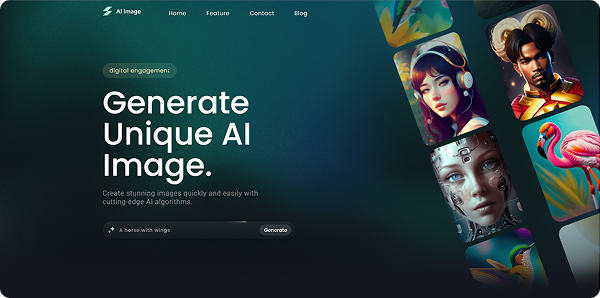 AI Image
Home
Feature
Contact
Blog
digital engagement
Generate
Unique AI
Image.
Create stunning images quickly and easily with
cutting-edge AI algorithms.
A horse with wings
Generate